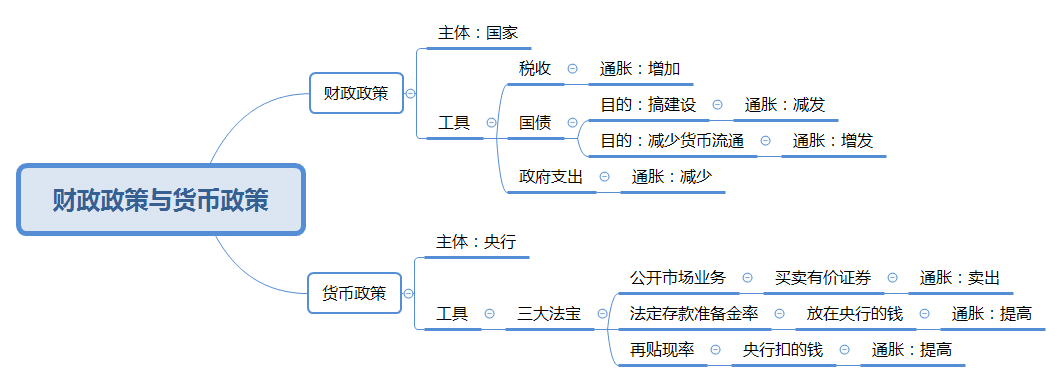 财政政策与货币政策
财政政策
主体：国家
工具
税收
通胀：增加
国债
目的：搞建设
通胀：减发
目的：减少货币流通
通胀：增发
政府支出
通胀：减少
货币政策
主体：央行
工具
三大法宝
公开市场业务
买卖有价证券
通胀：卖出
法定存款准备金率
放在央行的钱
通胀：提高
再贴现率
央行扣的钱
通胀：提高